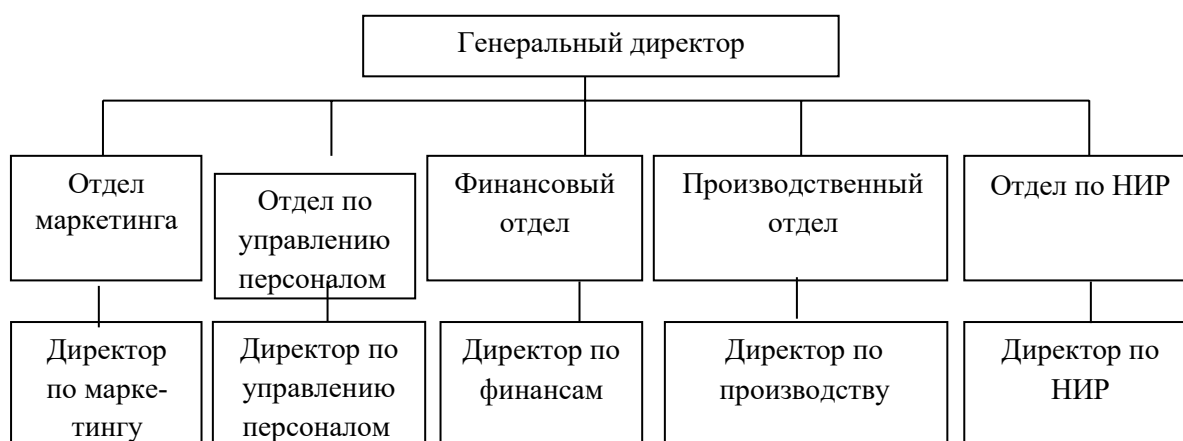 Генеральный директор
Отдел
маркетинга
Отдел по
управлению
персоналом
Финансовый
отдел
Производственный
отдел
Отдел по НИР
Директор
по марке-
тингу
Директор по
управлению
персоналом
Директор по
финансам
Директор по
производству
Директор по
НИР